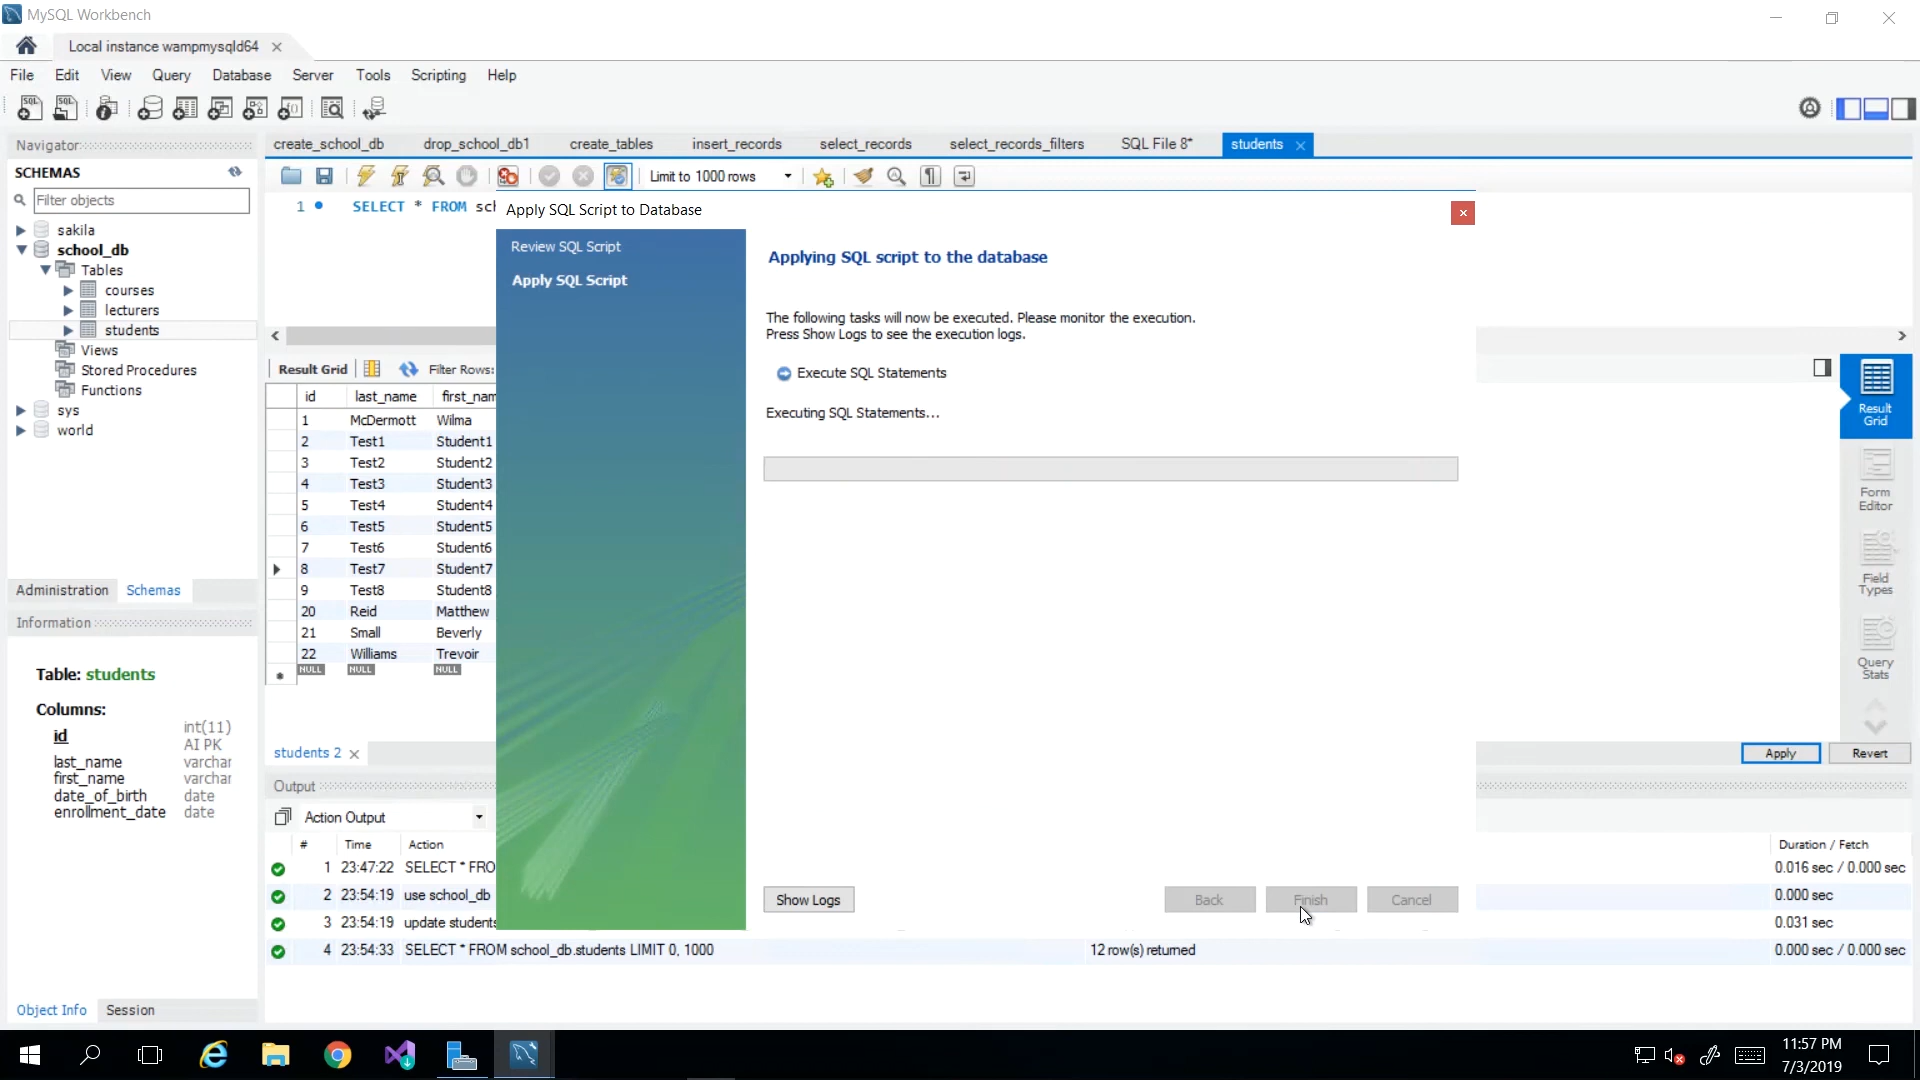 MySQL Workbench
Local instance wampmysqld64
File Edit View Query Database Server Tools Scripting Help
Navigator
SCHEMAS
Filter objects
sakila
school_db
Tables
courses
lecturers
students
Views
Stored Procedures
Functions
sys
world
Administration Schemas
Information
Table: students
Columns:
id int(11)
AI PK
last_name varchar
first_name varchar
date_of_birth date
enrollment_date date
Object Info Session
create_school_db drop_school_db1 create_tables insert_records select_records select_records_filters SQL File 8* students
Limit to 1000 rows
1 SELECT * FROM sch
Result Grid Filter Rows:
id last_name first_nam
1 McDermott Wilma
2 Test1 Student1
3 Test2 Student2
4 Test3 Student3
5 Test4 Student4
6 Test5 Student5
7 Test6 Student6
8 Test7 Student7
9 Test8 Student8
20 Reid Matthew
21 Small Beverly
22 Williams Trevoir
NULL NULL NULL
students 2
Apply SQL Script to Database
Review SQL Script
Apply SQL Script
Applying SQL script to the database
The following tasks will now be executed. Please monitor the execution.
Press Show Logs to see the execution logs.
Execute SQL Statements
Executing SQL Statements...
Show Logs Back Finish Cancel
Result
Grid
Form
Editor
Field
Types
Query
Stats
Apply Revert
Output
Action Output
# Time Action Duration / Fetch
1 23:47:22 SELECT * FRO 0.016 sec / 0.000 sec
2 23:54:19 use school_db 0.000 sec
3 23:54:19 update students 0.031 sec
4 23:54:33 SELECT * FROM school_db.students LIMIT 0, 1000 12 row(s) returned 0.000 sec / 0.000 sec
11:57 PM
7/3/2019